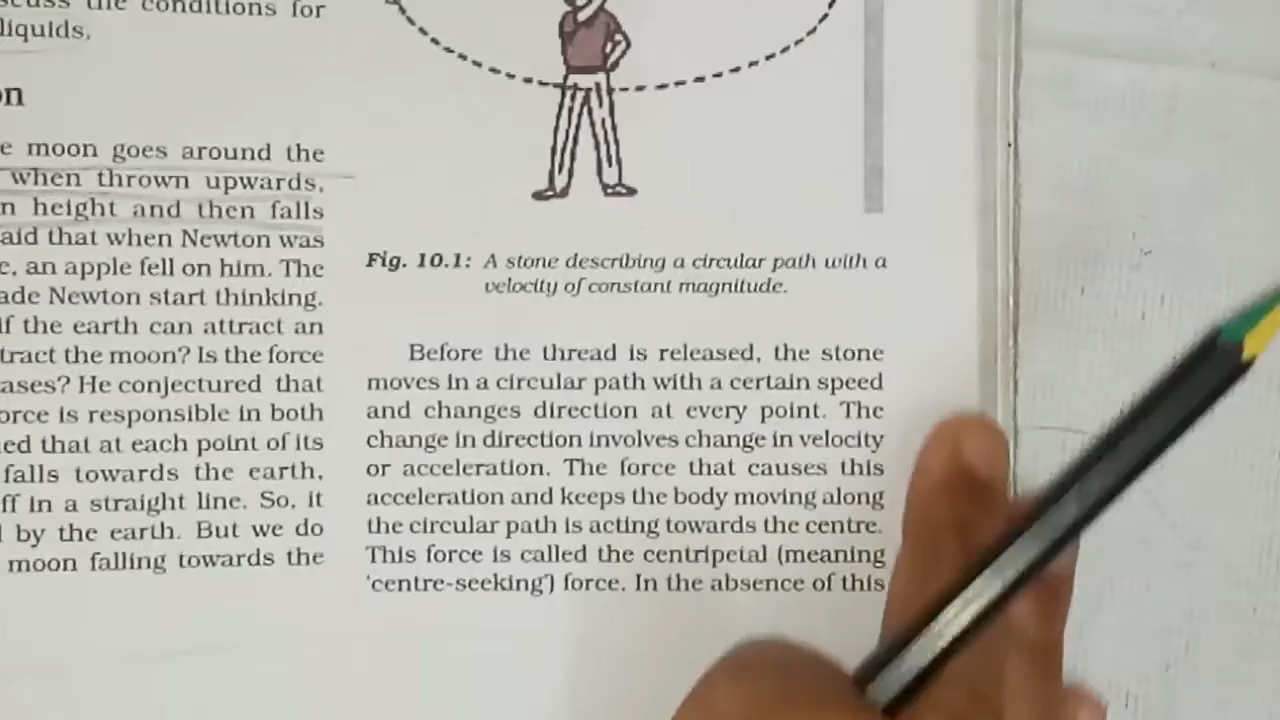 the conditions for
liquids,
on
moon goes around the
when thrown upwards,
height and then falls
that when Newton was
an apple fell on him. The
Newton start thinking.
If the earth can attract an
the moon? Is the force
He conjectured that
is responsible in both
that at each point of its
falls towards the earth,
in a straight line. So, it
by the earth. But we do
moon falling towards the
Fig. 10.1: A stone describing a circular path with a
velocity of constant magnitude.
Before the thread is released, the stone
moves in a circular path with a certain speed
and changes direction at every point. The
change in direction involves change in velocity
or acceleration. The force that causes this
acceleration and keeps the body moving along
the circular path is acting towards the centre.
This force is called the centripetal (meaning
‘centre-seeking’) force. In the absence of this